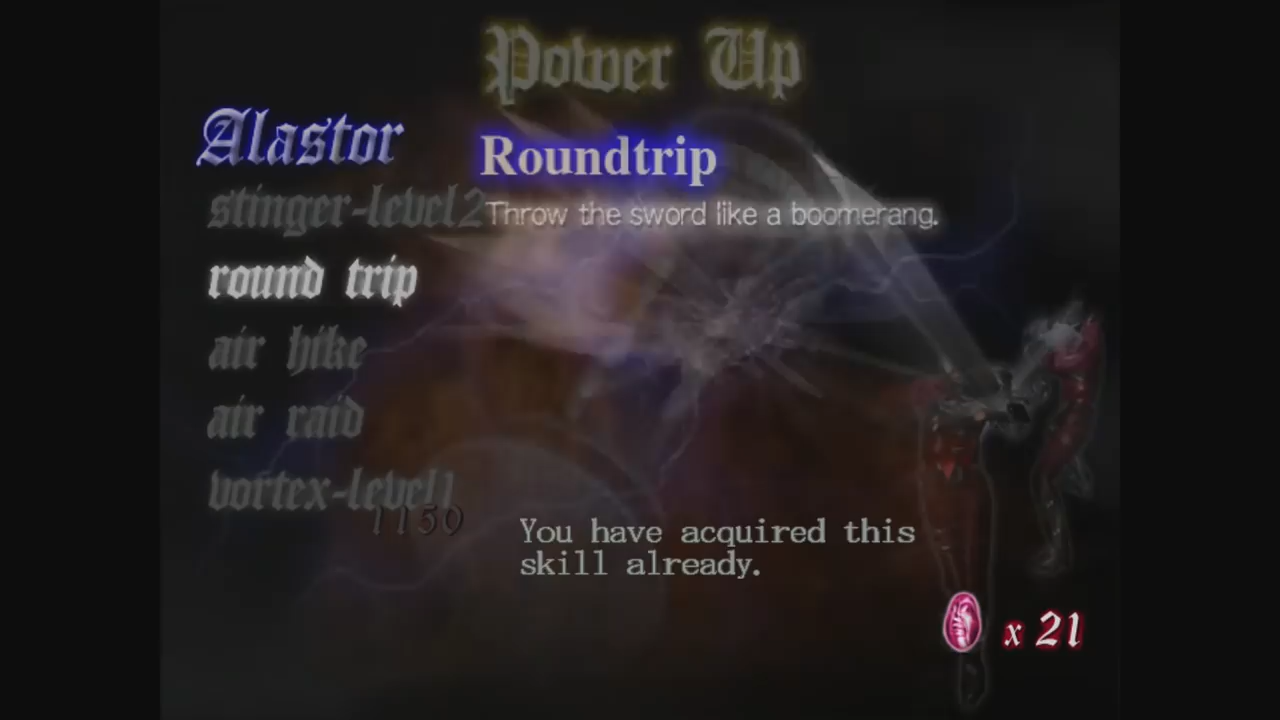 Power Up
Alastor
Roundtrip
stinger-level2
Throw the sword like a boomerang.
round trip
air hike
air raid
vortex-level1
1150
You have acquired this
skill already.
x 21